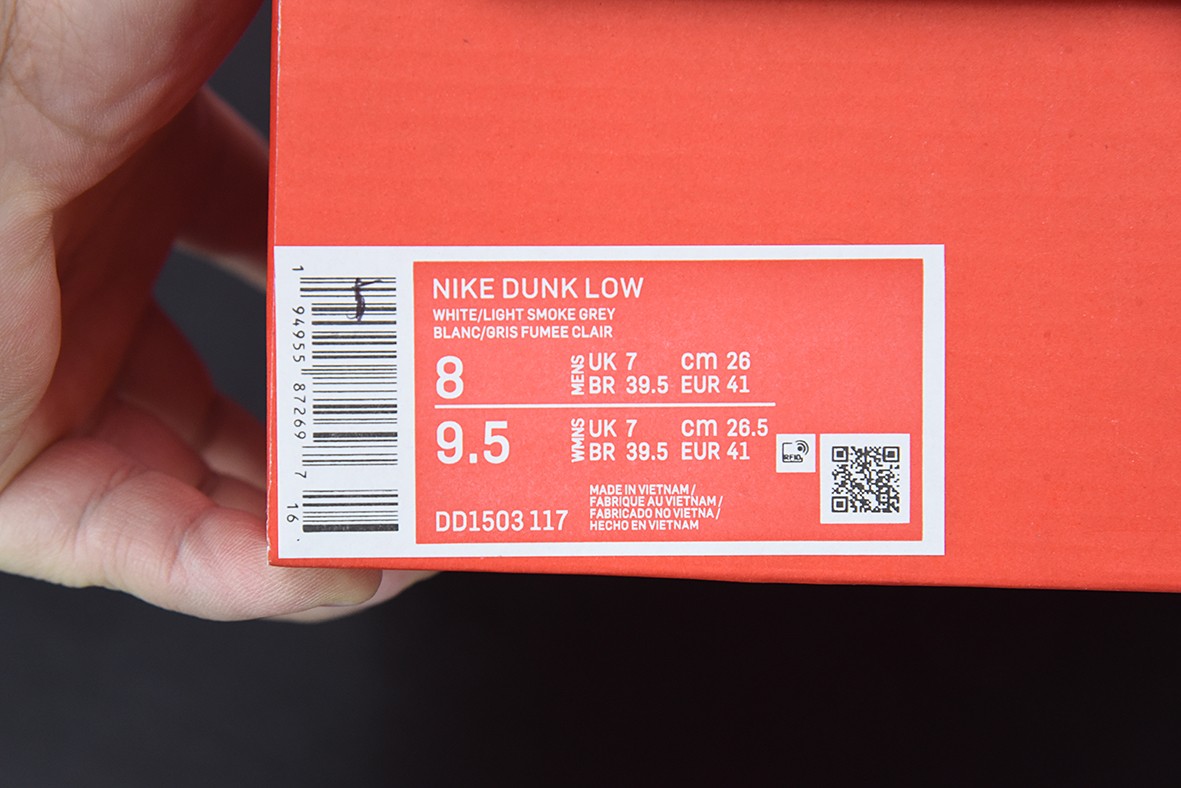 NIKE DUNK LOW
WHITE/LIGHT SMOKE GREY
BLANC/GRIS FUMEE CLAIR
8 MENS UK 7 cm 26
BR 39.5 EUR 41
9.5 WMNS UK 7 cm 26.5
BR 39.5 EUR 41
RFID
DD1503 117
MADE IN VIETNAM /
FABRIQUE AU VIETNAM /
FABRICADO NO VIETNA /
HECHO EN VIETNAM
1 94955 87269 7 16